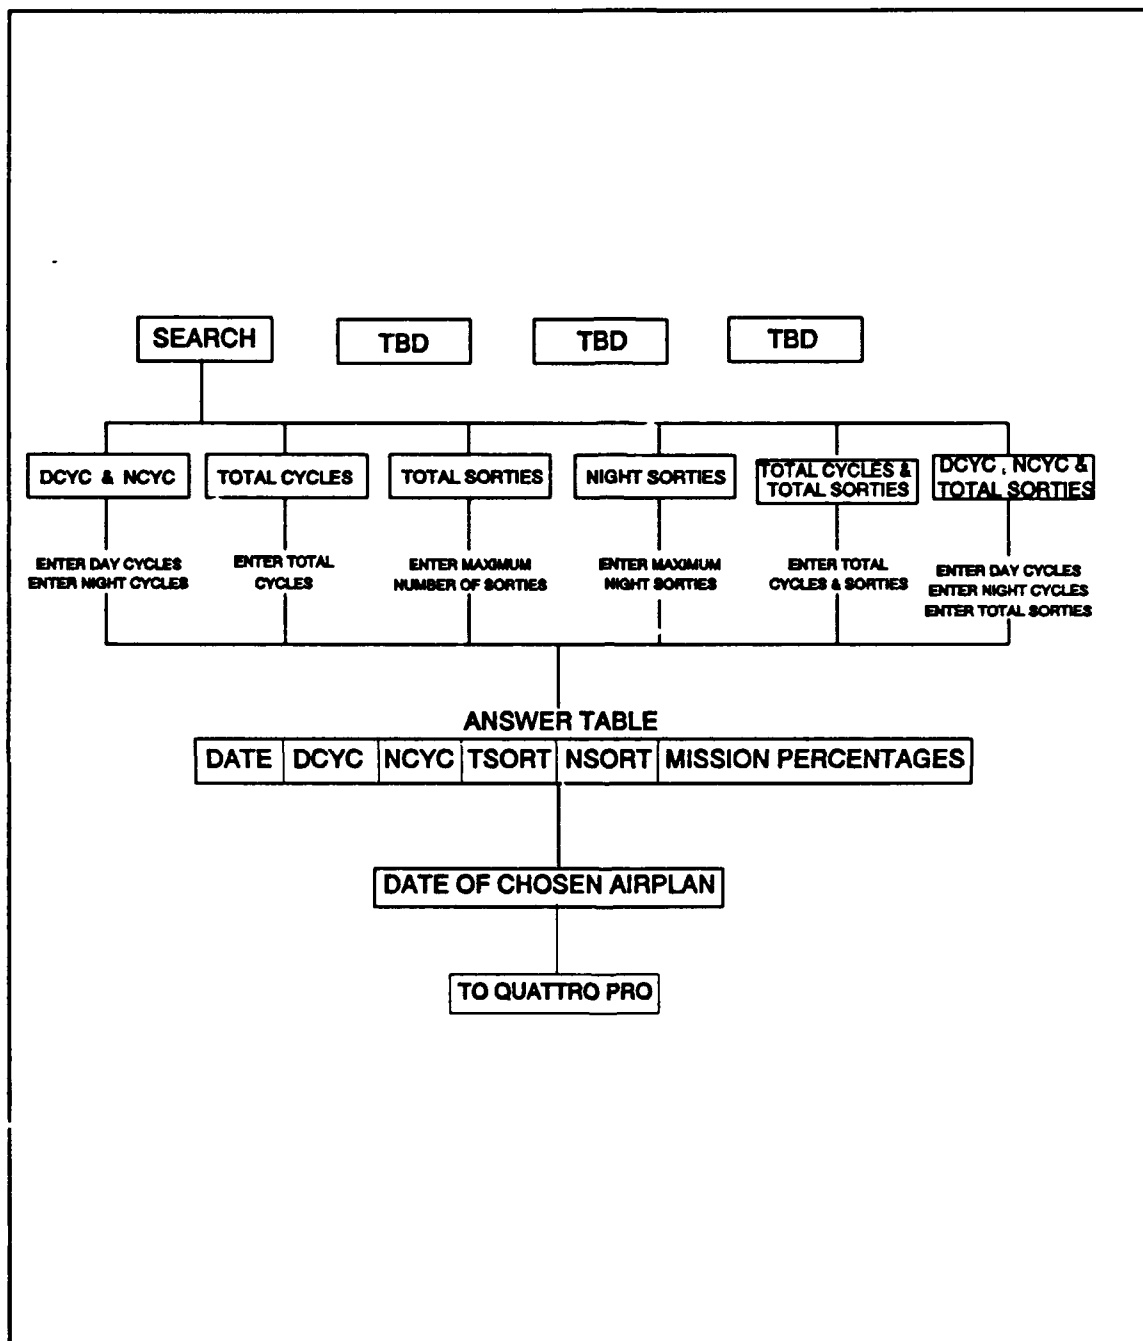 SEARCH
TBD
TBD
TBD
DCYC & NCYC
TOTAL CYCLES
TOTAL SORTIES
NIGHT SORTIES
TOTAL CYCLES &
TOTAL SORTIES
DCYC , NCYC &
TOTAL SORTIES
ENTER DAY CYCLES
ENTER NIGHT CYCLES
ENTER TOTAL
CYCLES
ENTER MAXIMUM
NUMBER OF SORTIES
ENTER MAXIMUM
NIGHT SORTIES
ENTER TOTAL
CYCLES & SORTIES
ENTER DAY CYCLES
ENTER NIGHT CYCLES
ENTER TOTAL SORTIES
ANSWER TABLE
DATE DCYC NCYC TSORT NSORT MISSION PERCENTAGES
DATE OF CHOSEN AIRPLAN
TO QUATTRO PRO